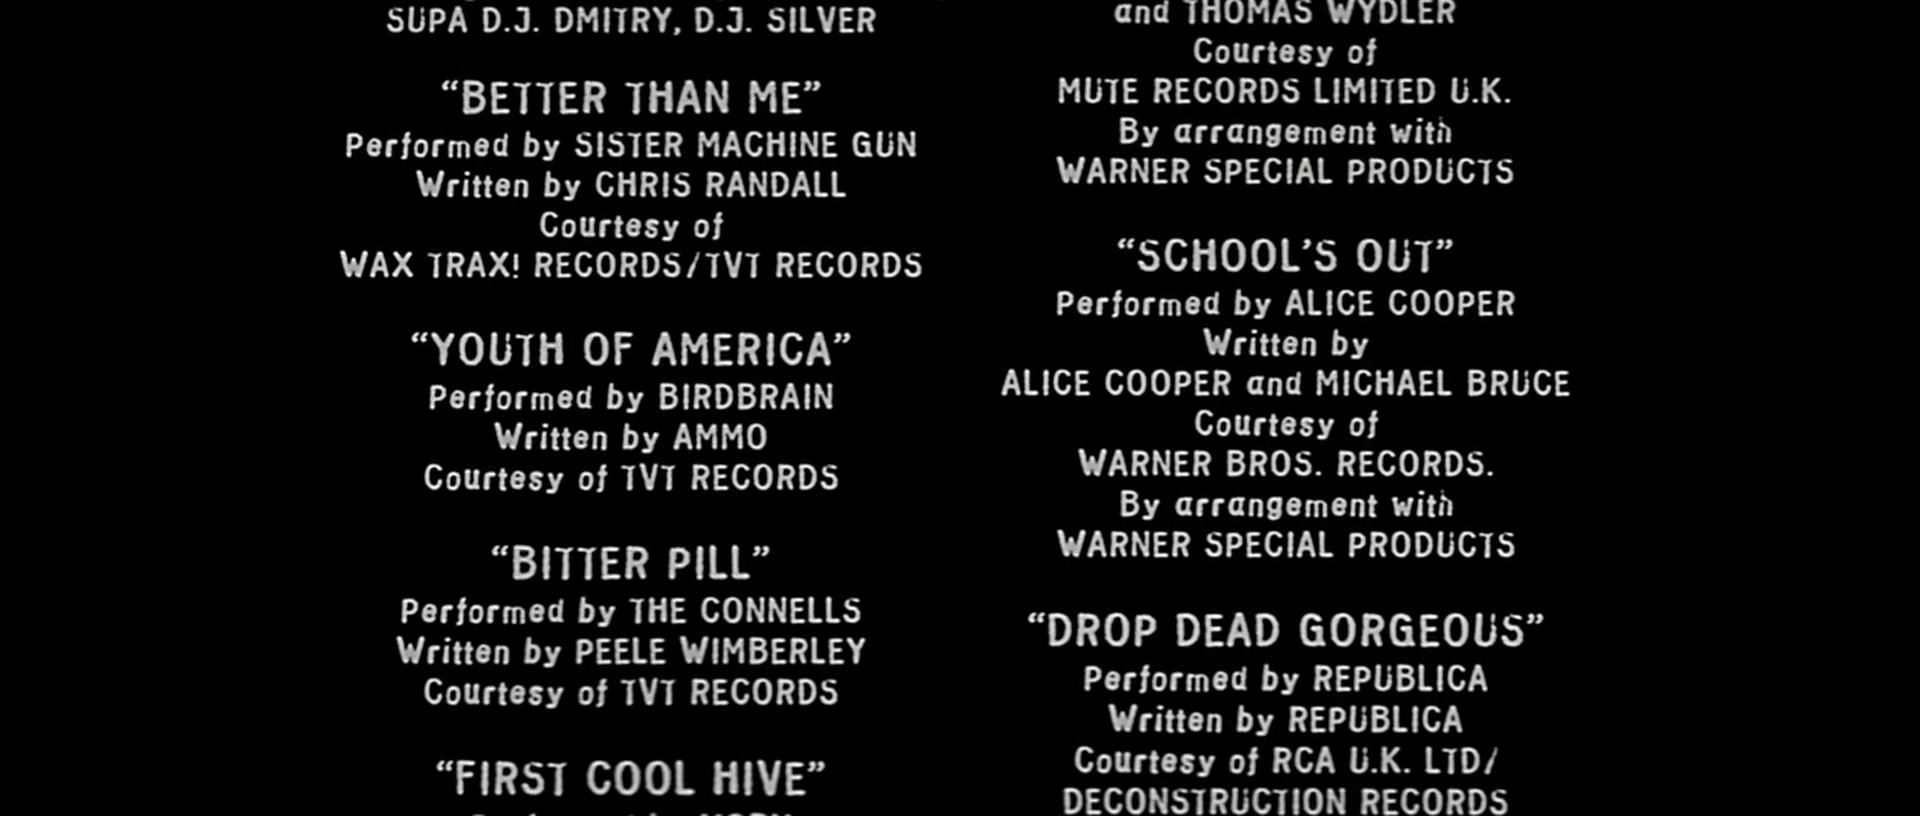 SUPA D.J. DMITRY, D.J. SILVER
“BETTER THAN ME”
Performed by SISTER MACHINE GUN
Written by CHRIS RANDALL
Courtesy of
WAX TRAX! RECORDS/TVT RECORDS
“YOUTH OF AMERICA”
Performed by BIRDBRAIN
Written by AMMO
Courtesy of TVT RECORDS
“BITTER PILL”
Performed by THE CONNELLS
Written by PEELE WIMBERLEY
Courtesy of TVT RECORDS
“FIRST COOL HIVE”
and THOMAS WYDLER
Courtesy of
MUTE RECORDS LIMITED U.K.
By arrangement with
WARNER SPECIAL PRODUCTS
“SCHOOL’S OUT”
Performed by ALICE COOPER
Written by
ALICE COOPER and MICHAEL BRUCE
Courtesy of
WARNER BROS. RECORDS.
By arrangement with
WARNER SPECIAL PRODUCTS
“DROP DEAD GORGEOUS”
Performed by REPUBLICA
Written by REPUBLICA
Courtesy of RCA U.K. LTD/
DECONSTRUCTION RECORDS